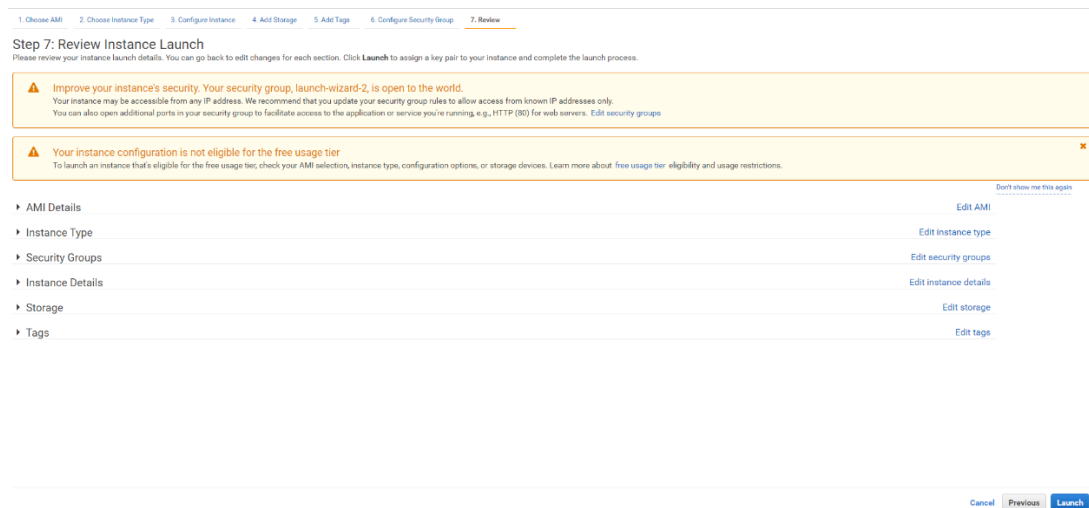 1. Choose AMI 2. Choose Instance Type 3. Configure Instance 4. Add Storage 5. Add Tags 6. Configure Security Group 7. Review
Step 7: Review Instance Launch
Please review your instance launch details. You can go back to edit changes for each section. Click Launch to assign a key pair to your instance and complete the launch process.
Improve your instance's security. Your security group, launch-wizard-2, is open to the world.
Your instance may be accessible from any IP address. We recommend that you update your security group rules to allow access from known IP addresses only.
You can also open additional ports in your security group to facilitate access to the application or service you're running, e.g., HTTP (80) for web servers. Edit security groups
Your instance configuration is not eligible for the free usage tier
To launch an instance that's eligible for the free usage tier, check your AMI selection, instance type, configuration options, or storage devices. Learn more about free usage tier eligibility and usage restrictions.
Don't show me this again
AMI Details Edit AMI
Instance Type Edit instance type
Security Groups Edit security groups
Instance Details Edit instance details
Storage Edit storage
Tags Edit tags
Cancel Previous Launch